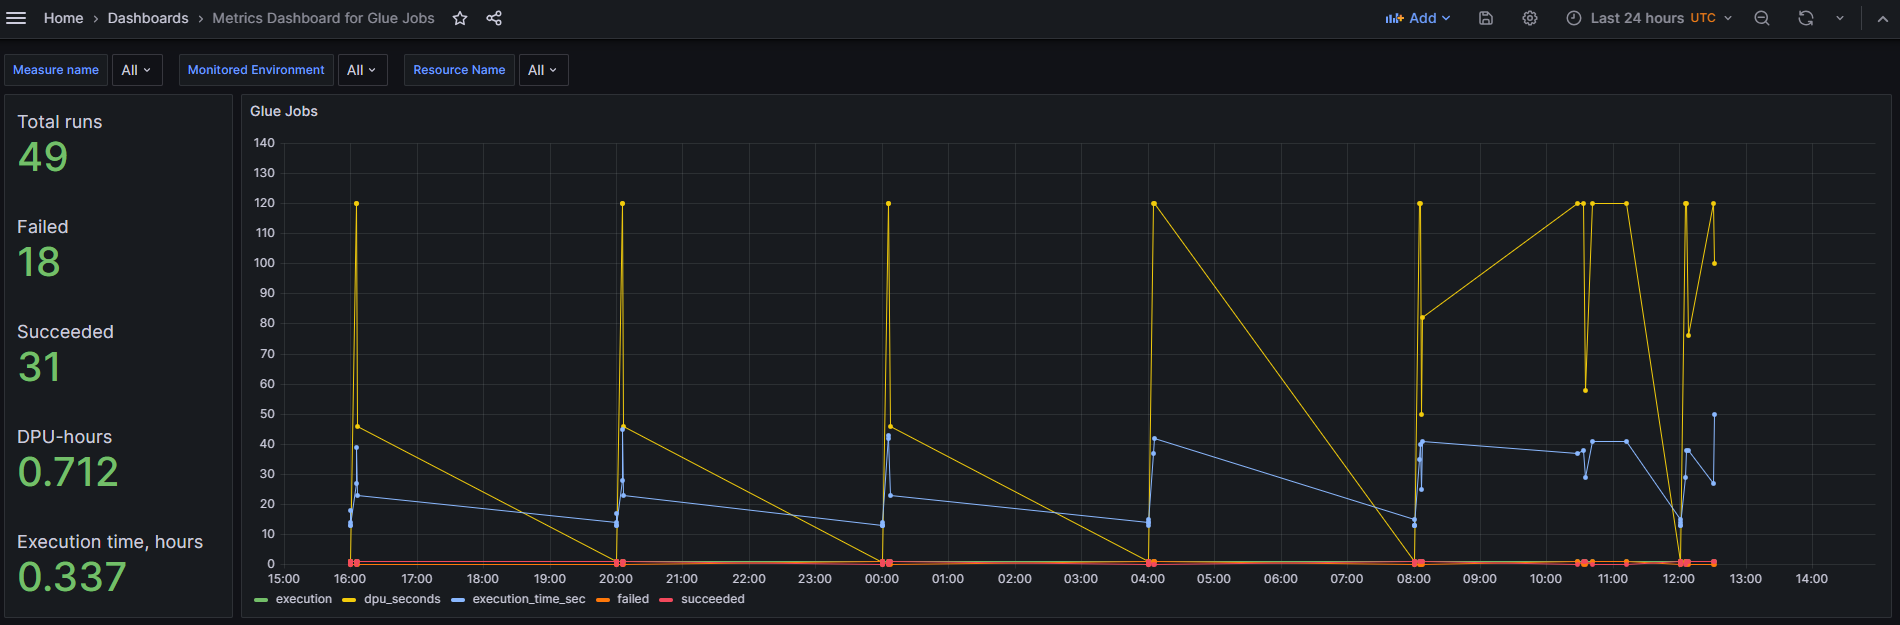 Home › Dashboards › Metrics Dashboard for Glue Jobs Add Last 24 hours UTC
Measure name All Monitored Environment All Resource Name All
Total runs
49
Failed
18
Succeeded
31
DPU-hours
0.712
Execution time, hours
0.337
Glue Jobs
140
130
120
110
100
90
80
70
60
50
40
30
20
10
0
15:00 16:00 17:00 18:00 19:00 20:00 21:00 22:00 23:00 00:00 01:00 02:00 03:00 04:00 05:00 06:00 07:00 08:00 09:00 10:00 11:00 12:00 13:00 14:00
execution dpu_seconds execution_time_sec failed succeeded